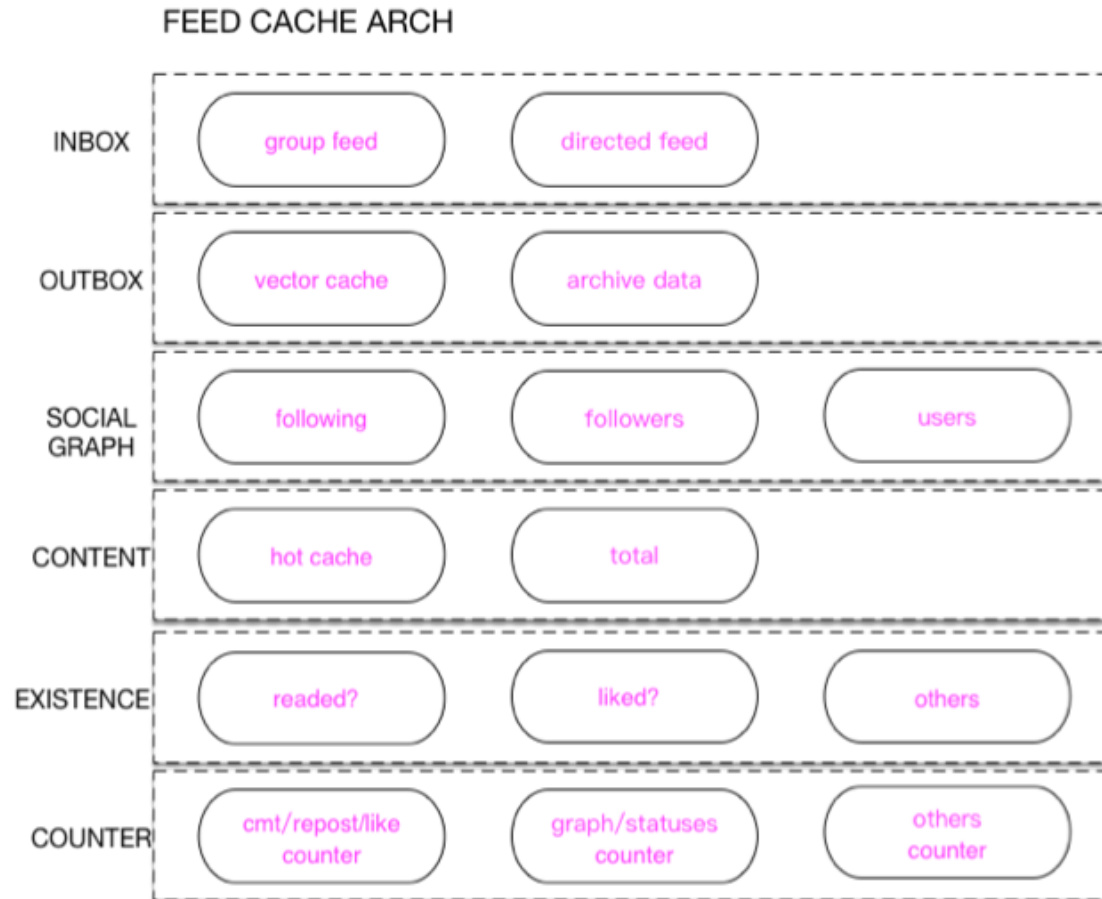 FEED CACHE ARCH
INBOX
group feed
directed feed
OUTBOX
vector cache
archive data
SOCIAL
GRAPH
following
followers
users
CONTENT
hot cache
total
EXISTENCE
readed?
liked?
others
COUNTER
cmt/repost/like
counter
graph/statuses
counter
others
counter